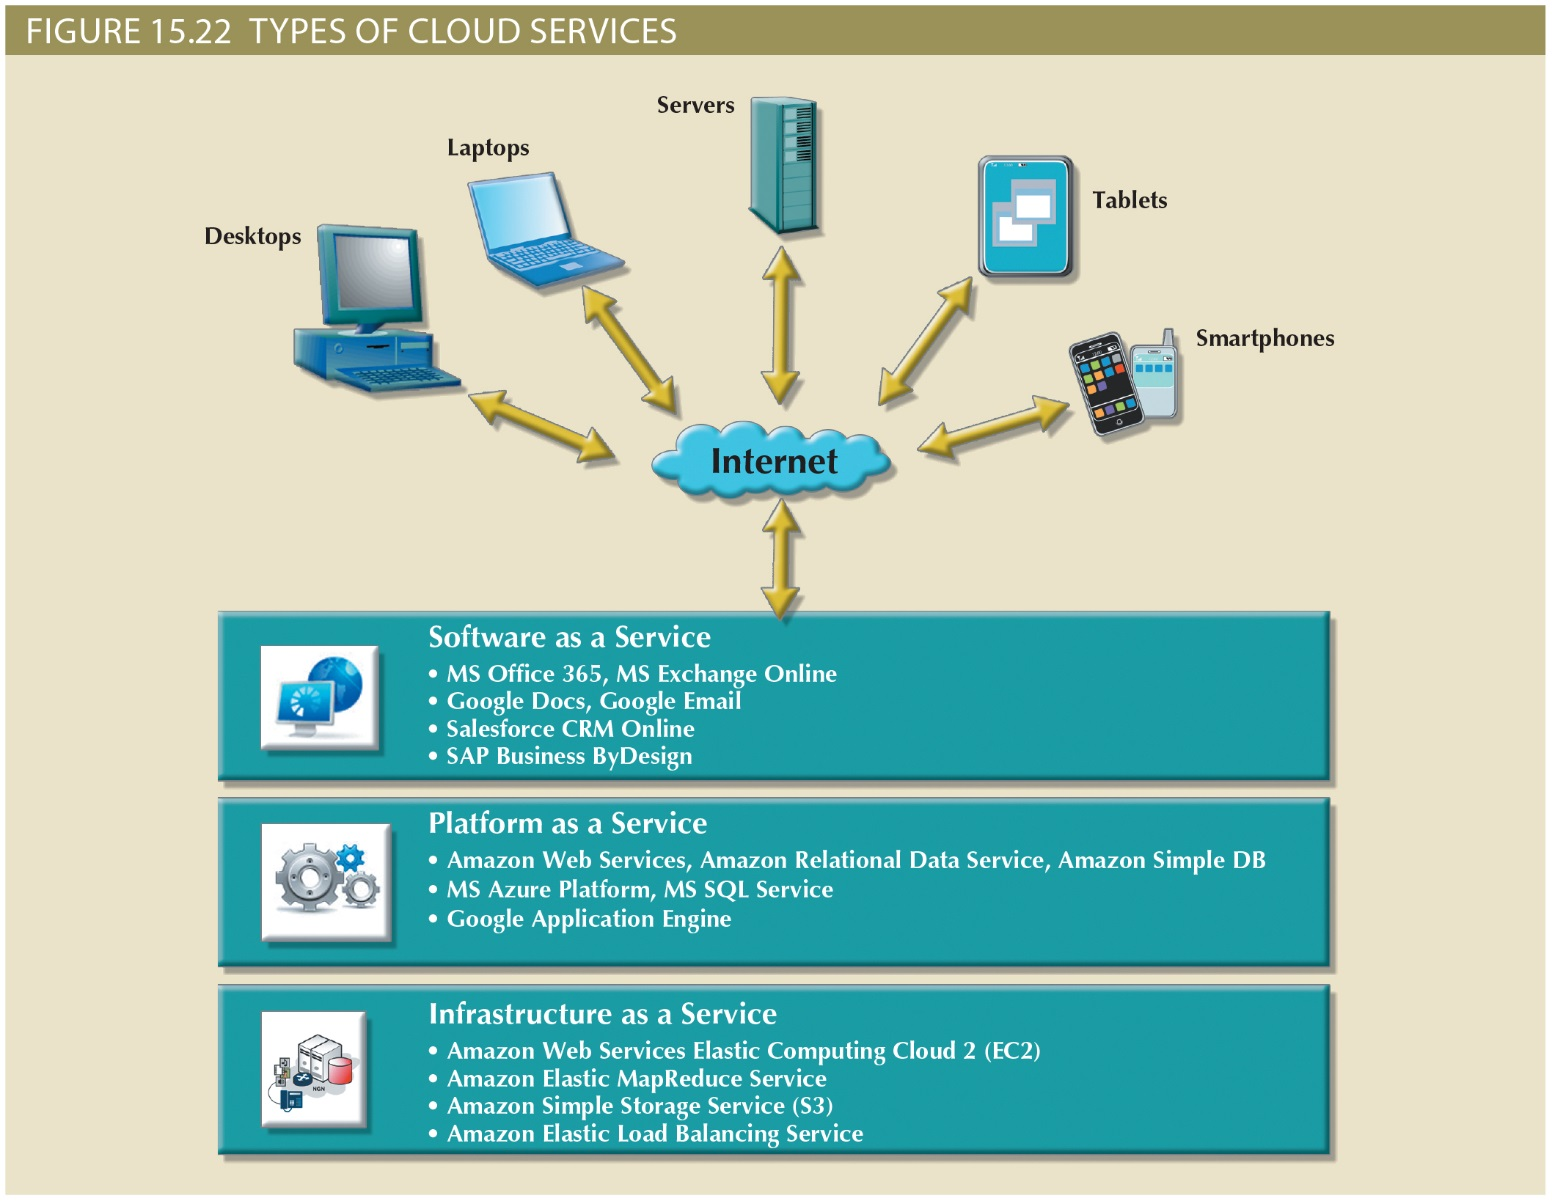 FIGURE 15.22 TYPES OF CLOUD SERVICES
Servers
Laptops
Tablets
Desktops
Smartphones
Internet
Software as a Service
• MS Office 365, MS Exchange Online
• Google Docs, Google Email
• Salesforce CRM Online
• SAP Business ByDesign
Platform as a Service
• Amazon Web Services, Amazon Relational Data Service, Amazon Simple DB
• MS Azure Platform, MS SQL Service
• Google Application Engine
Infrastructure as a Service
• Amazon Web Services Elastic Computing Cloud 2 (EC2)
• Amazon Elastic MapReduce Service
• Amazon Simple Storage Service (S3)
• Amazon Elastic Load Balancing Service
NGN